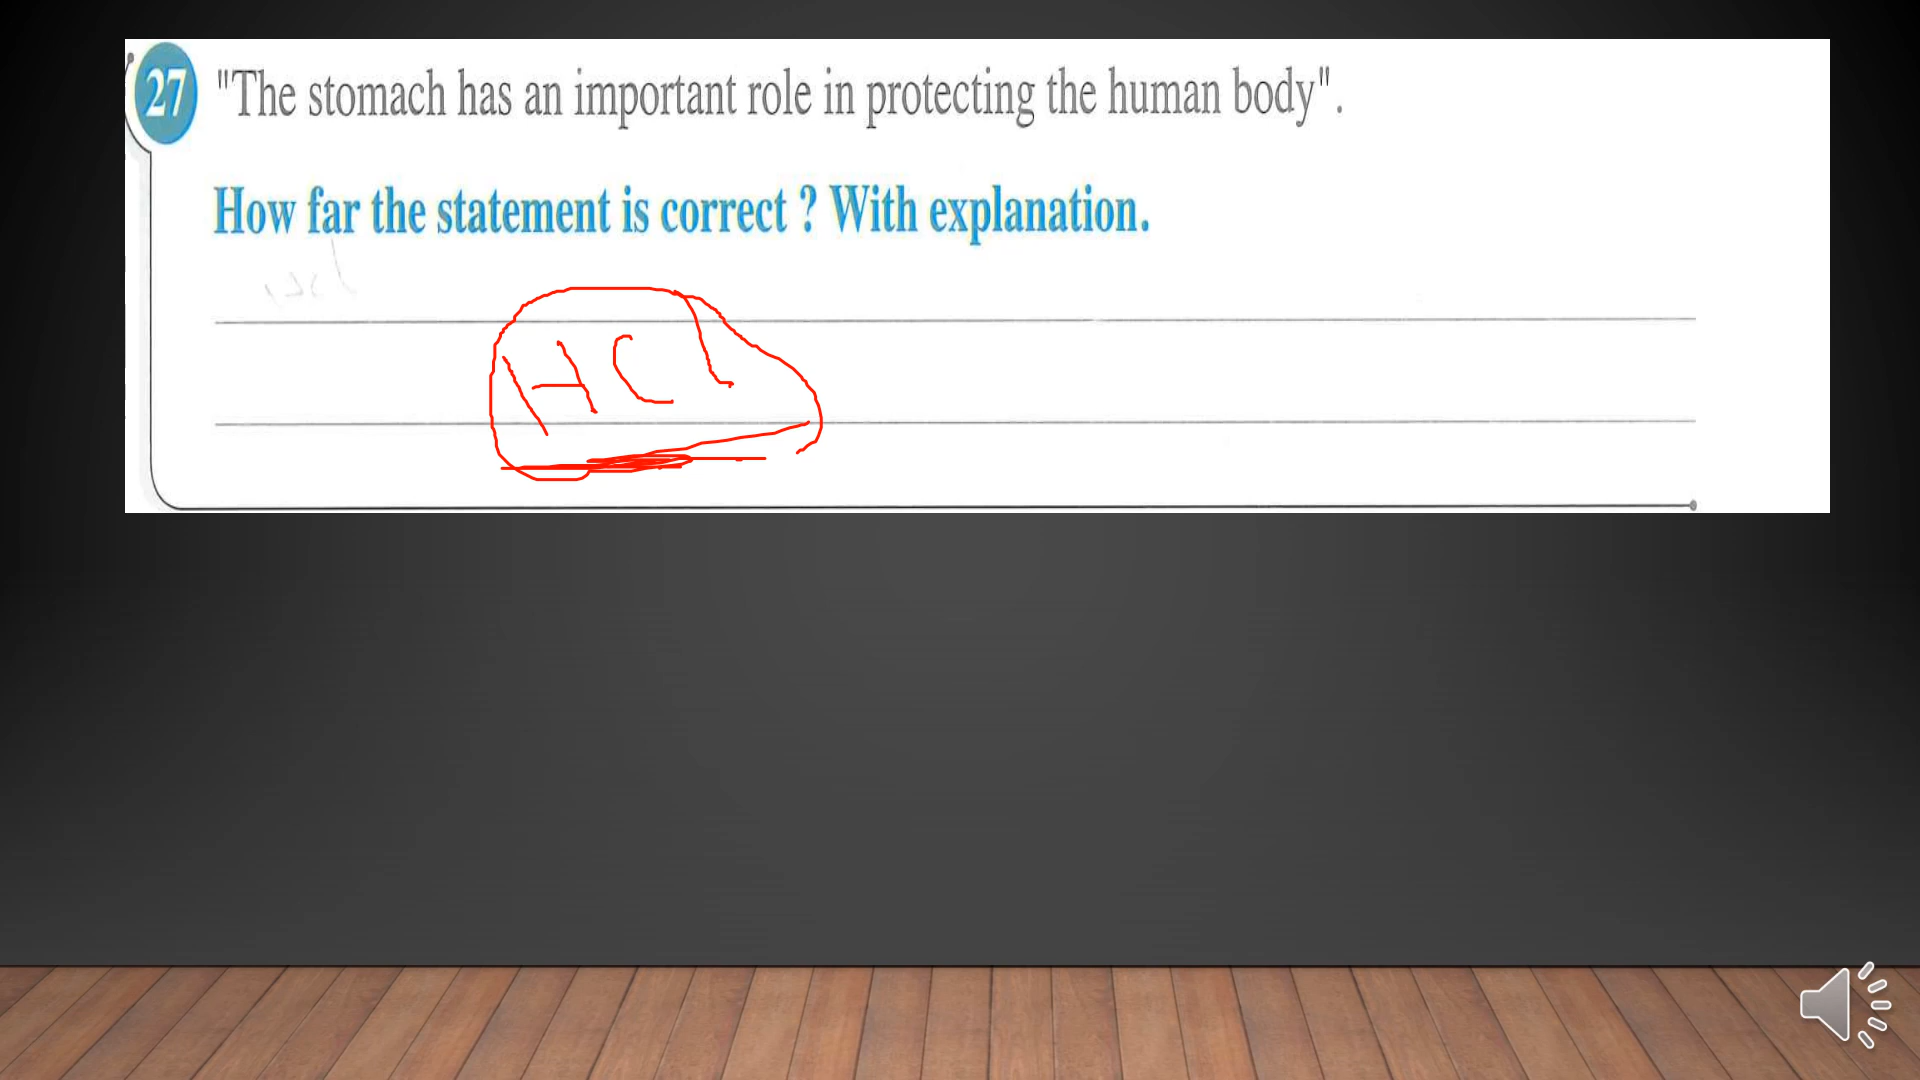 27 "The stomach has an important role in protecting the human body".
How far the statement is correct ? With explanation.
HCL